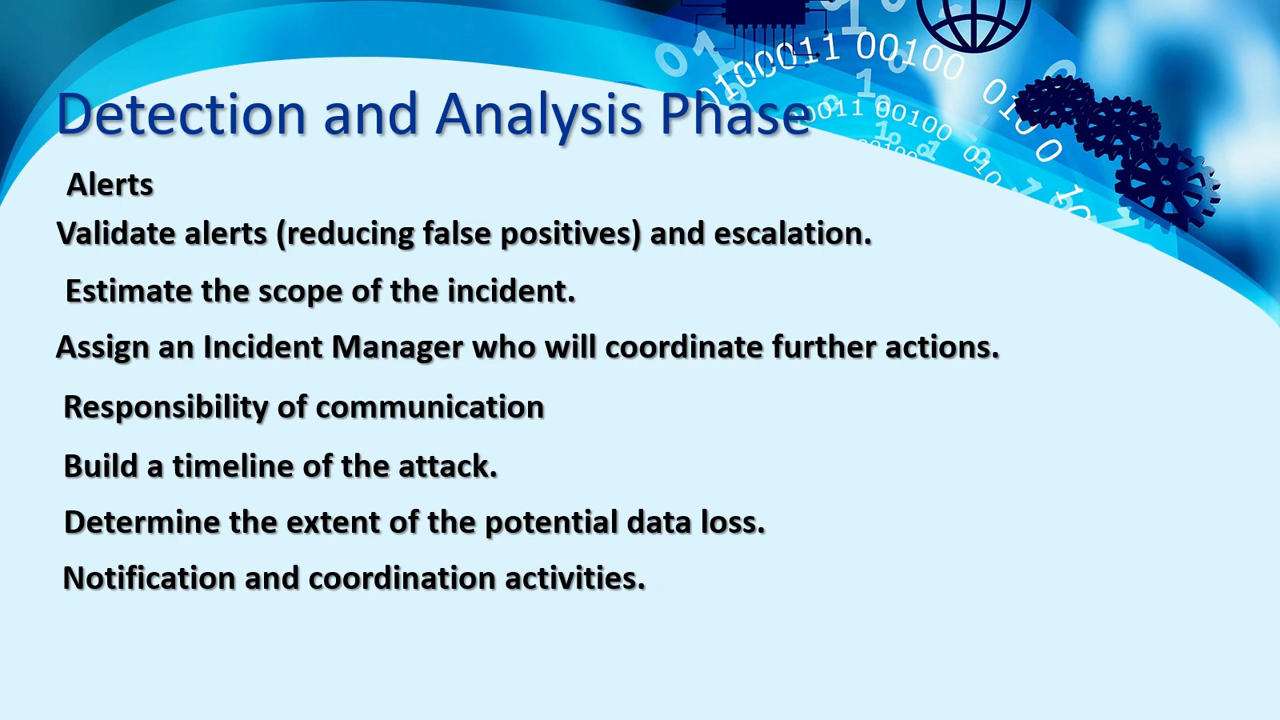 Detection and Analysis Phase
Alerts
Validate alerts (reducing false positives) and escalation.
Estimate the scope of the incident.
Assign an Incident Manager who will coordinate further actions.
Responsibility of communication
Build a timeline of the attack.
Determine the extent of the potential data loss.
Notification and coordination activities.